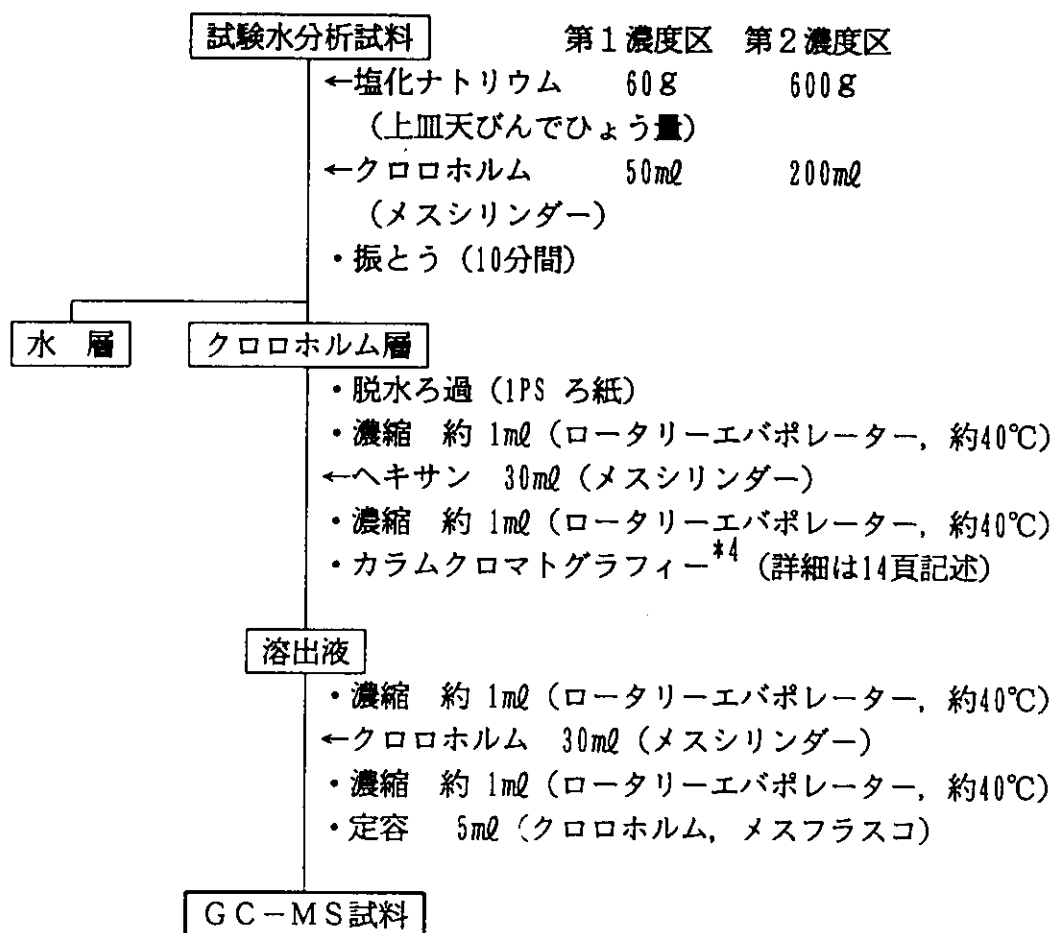 試験水分析試料 第1濃度区 第2濃度区
←塩化ナトリウム 60g 600g
(上皿天びんでひょう量)
←クロロホルム 50mℓ 200mℓ
(メスシリンダー)
・振とう (10分間)
水 層 クロロホルム層
・脱水ろ過 (1PS ろ紙)
・濃縮 約 1mℓ (ロータリーエバポレーター, 約40℃)
←ヘキサン 30mℓ (メスシリンダー)
・濃縮 約 1mℓ (ロータリーエバポレーター, 約40℃)
・カラムクロマトグラフィー*4 (詳細は14頁記述)
溶出液
・濃縮 約 1mℓ (ロータリーエバポレーター, 約40℃)
←クロロホルム 30mℓ (メスシリンダー)
・濃縮 約 1mℓ (ロータリーエバポレーター, 約40℃)
・定容 5mℓ (クロロホルム, メスフラスコ)
GC-MS試料